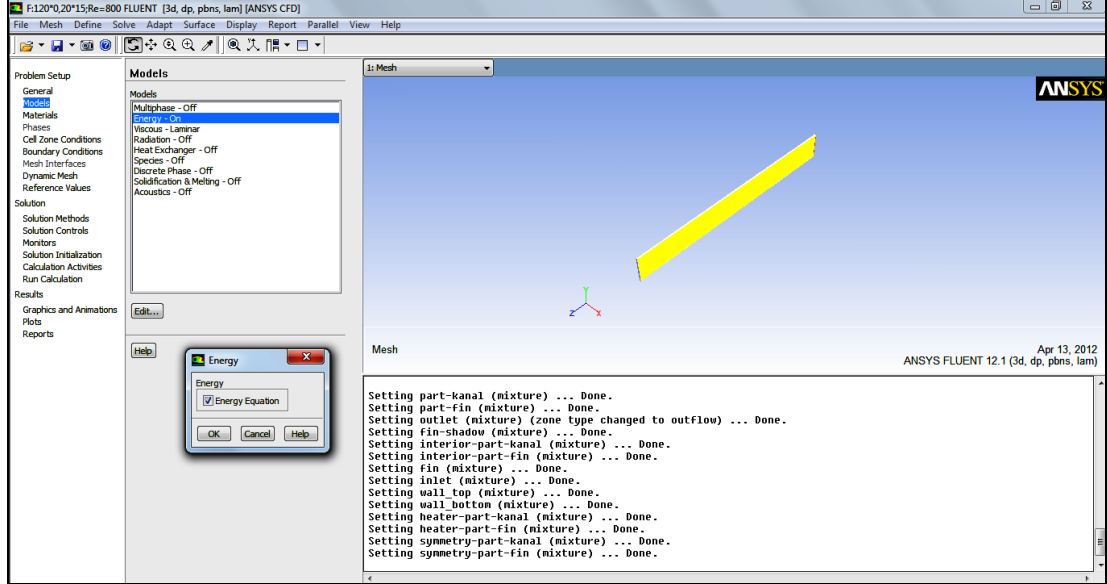 F:120*0,20*15;Re=800 FLUENT [3d, dp, pbns, lam] [ANSYS CFD]
File Mesh Define Solve Adapt Surface Display Report Parallel View Help
Problem Setup
General
Models
Materials
Phases
Cell Zone Conditions
Boundary Conditions
Mesh Interfaces
Dynamic Mesh
Reference Values
Solution
Solution Methods
Solution Controls
Monitors
Solution Initialization
Calculation Activities
Run Calculation
Results
Graphics and Animations
Plots
Reports
Models
Models
Multiphase - Off
Energy - On
Viscous - Laminar
Radiation - Off
Heat Exchanger - Off
Species - Off
Discrete Phase - Off
Solidification & Melting - Off
Acoustics - Off
Edit...
Help
Energy
Energy
Energy Equation
OK Cancel Help
1: Mesh
ANSYS
Y
Z X
Mesh
Apr 13, 2012
ANSYS FLUENT 12.1 (3d, dp, pbns, lam)
Setting part-kanal (mixture) ... Done.
Setting part-fin (mixture) ... Done.
Setting outlet (mixture) (zone type changed to outflow) ... Done.
Setting fin-shadow (mixture) ... Done.
Setting interior-part-kanal (mixture) ... Done.
Setting interior-part-fin (mixture) ... Done.
Setting fin (mixture) ... Done.
Setting inlet (mixture) ... Done.
Setting wall_top (mixture) ... Done.
Setting wall_bottom (mixture) ... Done.
Setting heater-part-kanal (mixture) ... Done.
Setting heater-part-fin (mixture) ... Done.
Setting symmetry-part-kanal (mixture) ... Done.
Setting symmetry-part-fin (mixture) ... Done.